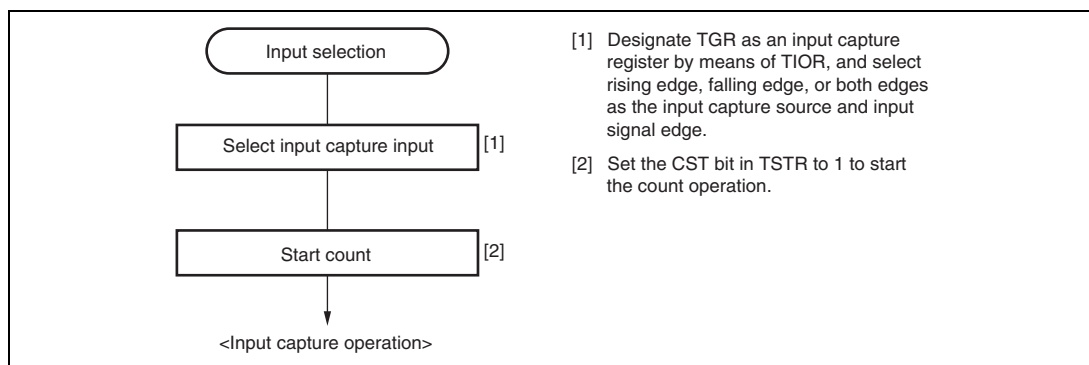 Input selection
Select input capture input
[1]
Start count
[2]
<Input capture operation>
[1] Designate TGR as an input capture
register by means of TIOR, and select
rising edge, falling edge, or both edges
as the input capture source and input
signal edge.
[2] Set the CST bit in TSTR to 1 to start
the count operation.